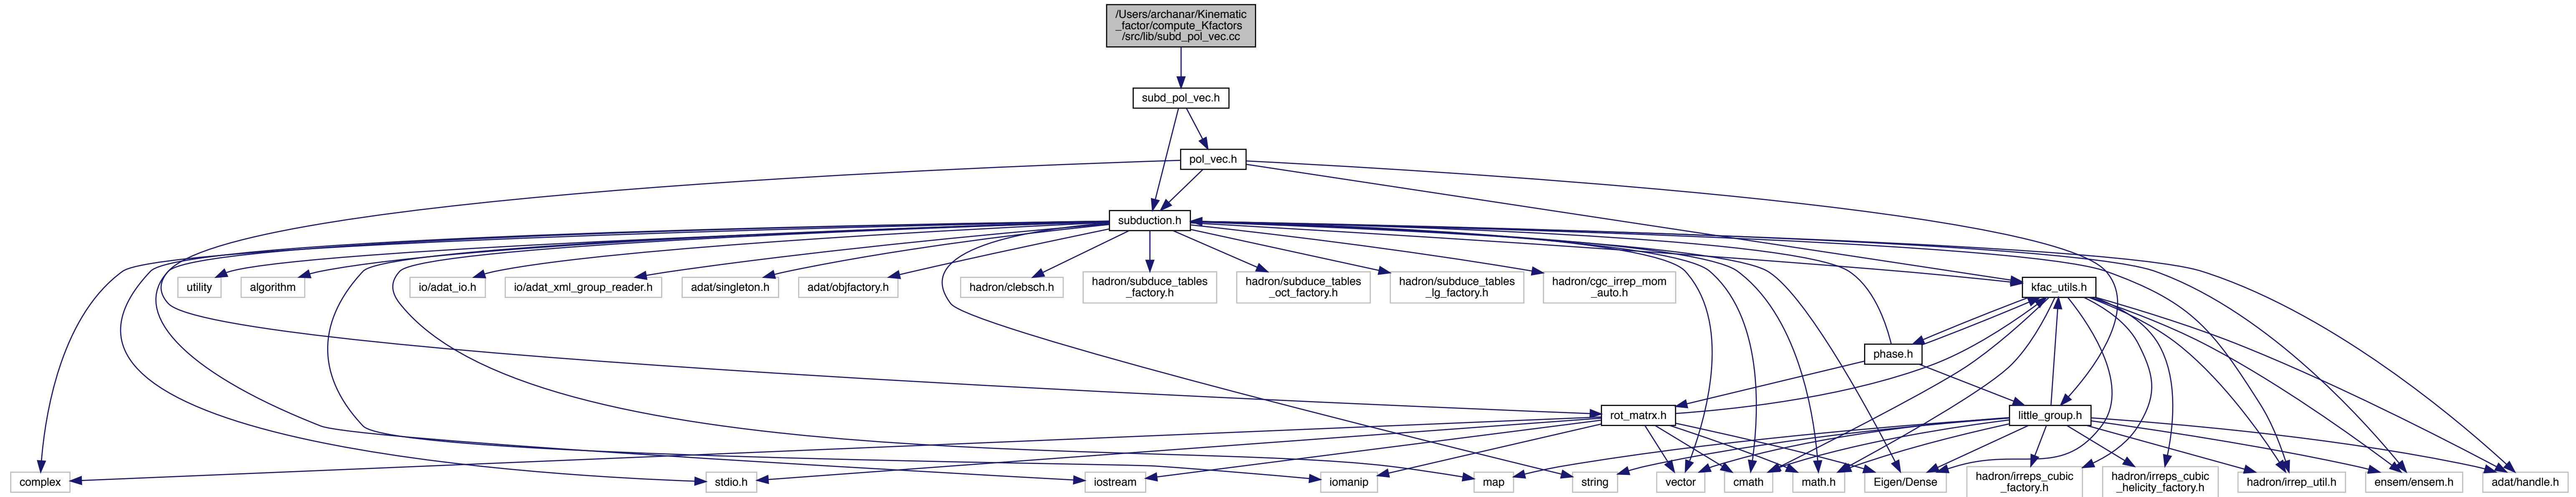 /Users/archanar/Kinematic
_factor/compute_Kfactors
/src/lib/subd_pol_vec.cc
subd_pol_vec.h
pol_vec.h
subduction.h
utility
algorithm
io/adat_io.h
io/adat_xml_group_reader.h
adat/singleton.h
adat/objfactory.h
hadron/clebsch.h
hadron/subduce_tables
_factory.h
hadron/subduce_tables
_oct_factory.h
hadron/subduce_tables
_lg_factory.h
hadron/cgc_irrep_mom
_auto.h
kfac_utils.h
phase.h
rot_matrx.h
little_group.h
complex
stdio.h
iostream
iomanip
map
string
vector
cmath
math.h
Eigen/Dense
hadron/irreps_cubic
_factory.h
hadron/irreps_cubic
_helicity_factory.h
hadron/irrep_util.h
ensem/ensem.h
adat/handle.h